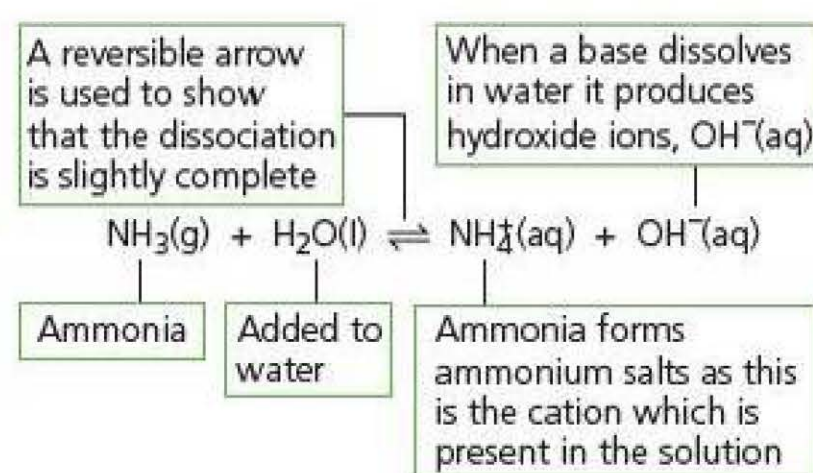 A reversible arrow
is used to show
that the dissociation
is slightly complete
When a base dissolves
in water it produces
hydroxide ions, OH⁻(aq)
NH₃(g) + H₂O(l) ⇌ NH₄⁺(aq) + OH⁻(aq)
Ammonia
Added to
water
Ammonia forms
ammonium salts as this
is the cation which is
present in the solution